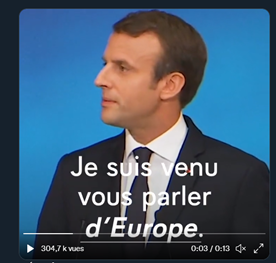 Je suis venu
vous parler
d'Europe.
304,7 k vues
0:03 / 0:13